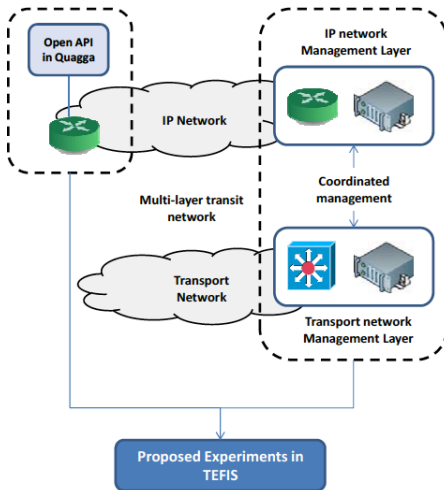 Open API
in Quagga
IP network
Management Layer
IP Network
Multi-layer transit
network
Coordinated
management
Transport
Network
Transport network
Management Layer
Proposed Experiments in
TEFIS